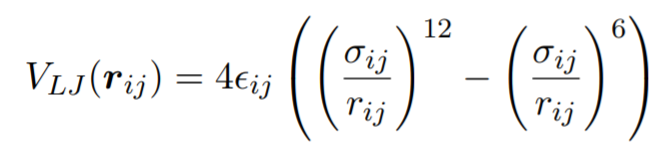 V_{LJ}(\boldsymbol{r}_{ij}) = 4\epsilon_{ij} \left( \left( \frac{\sigma_{ij}}{r_{ij}} \right)^{12} - \left( \frac{\sigma_{ij}}{r_{ij}} \right)^{6} \right)